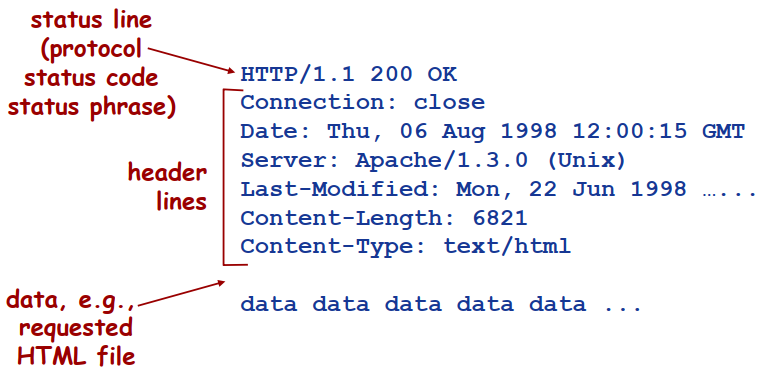 status line
(protocol
status code
status phrase)
HTTP/1.1 200 OK
Connection: close
Date: Thu, 06 Aug 1998 12:00:15 GMT
Server: Apache/1.3.0 (Unix)
Last-Modified: Mon, 22 Jun 1998 …...
Content-Length: 6821
Content-Type: text/html
header
lines
data data data data data ...
data, e.g.,
requested
HTML file